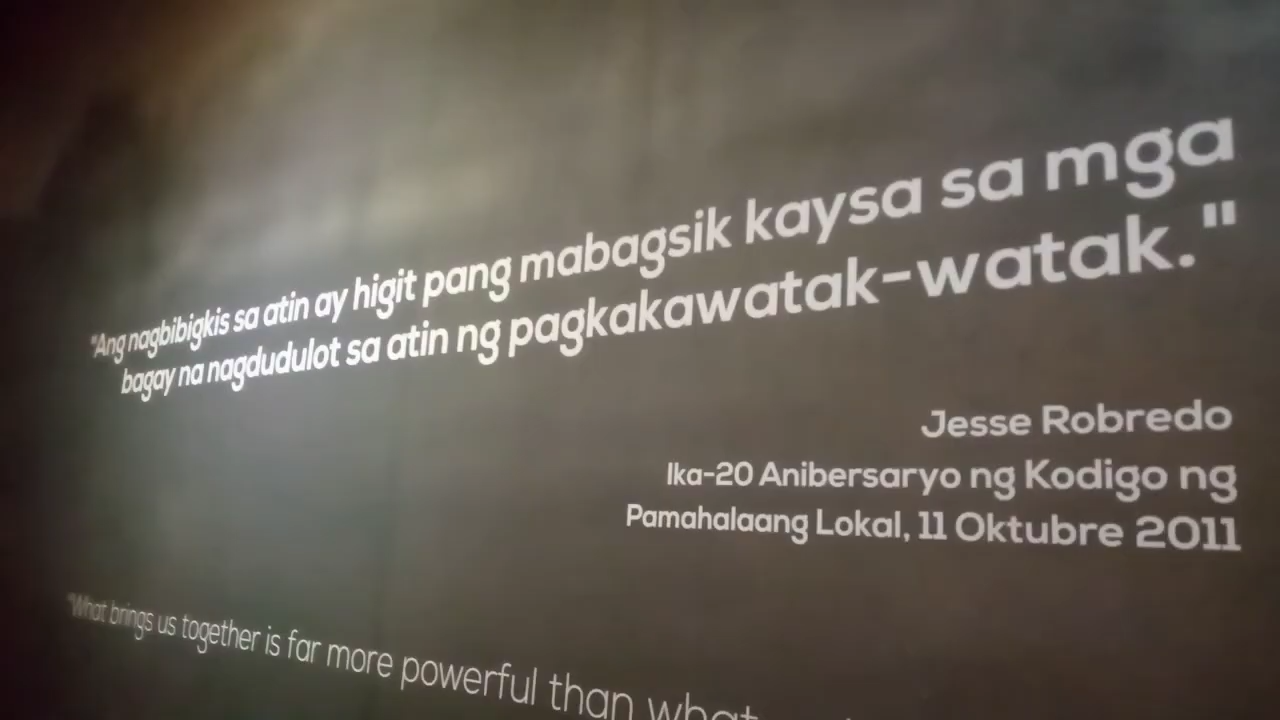 "Ang nagbibigkis sa atin ay higit pang mabagsik kaysa sa mga
bagay na nagdudulot sa atin ng pagkakawatak-watak."
Jesse Robredo
Ika-20 Anibersaryo ng Kodigo ng
Pamahalaang Lokal, 11 Oktubre 2011
"What brings us together is far more powerful than what